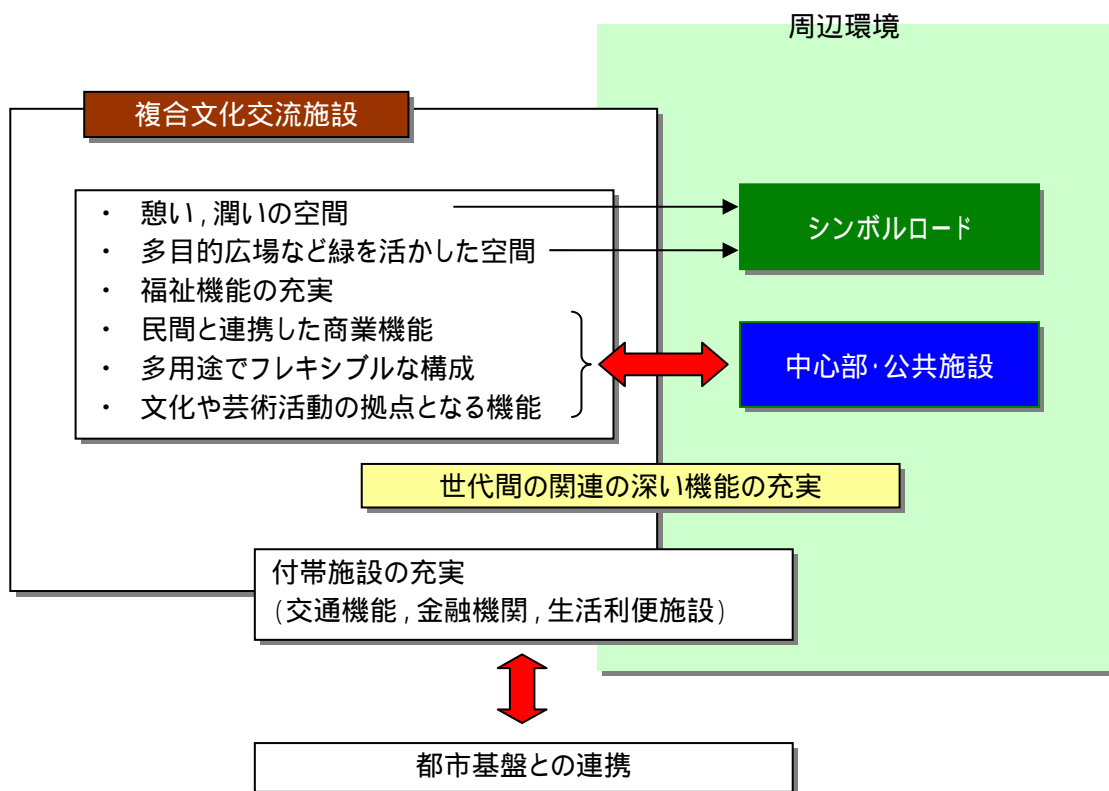 周辺環境
複合文化交流施設
・ 憩い,潤いの空間
・ 多目的広場など緑を活かした空間
・ 福祉機能の充実
・ 民間と連携した商業機能
・ 多用途でフレキシブルな構成
・ 文化や芸術活動の拠点となる機能
シンボルロード
中心部・公共施設
世代間の関連の深い機能の充実
付帯施設の充実
(交通機能,金融機関,生活利便施設)
都市基盤との連携